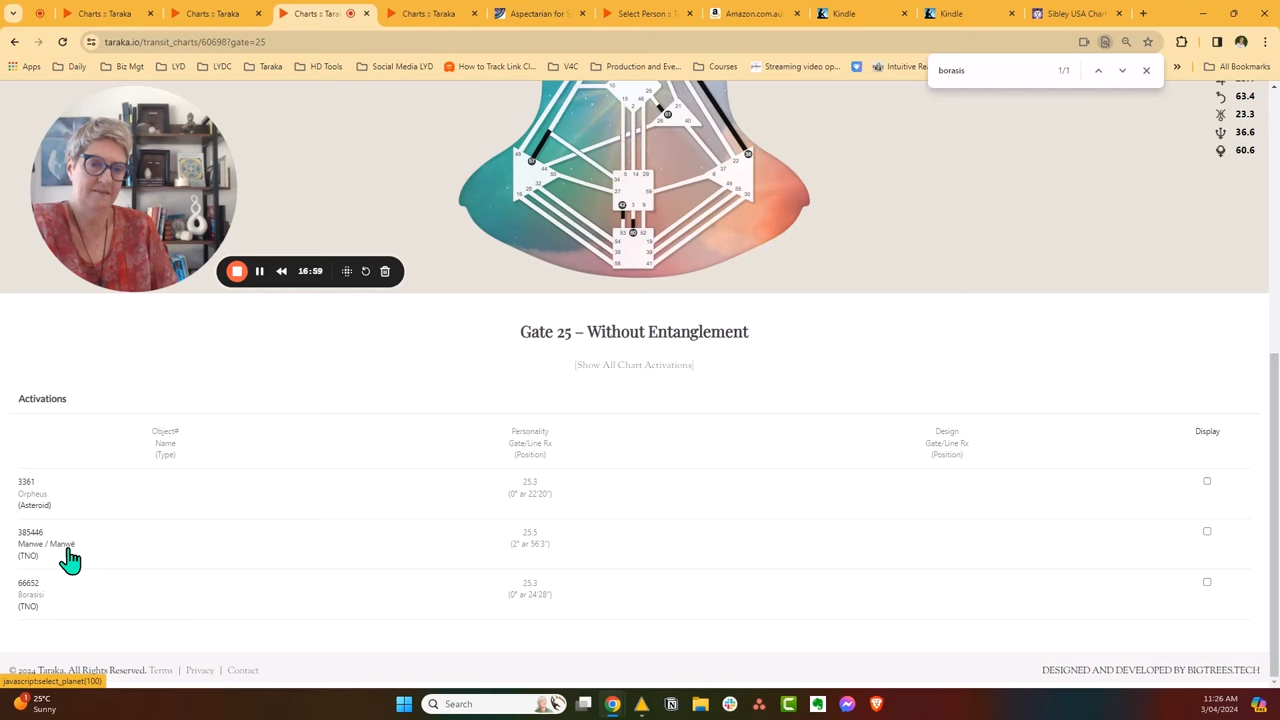 Charts :: Taraka
Charts :: Taraka
Charts :: Tarak
Charts :: Taraka
Aspectarian for S
Select Person :: T
Amazon.com.au
Kindle
Kindle
Sibley USA Chart
taraka.io/transit_charts/60698?gate=25
Apps
Daily
Biz Mgt
LYD
LYDC
Taraka
HD Tools
Social Media LYD
How to Track Link Cl...
V4C
Production and Eve...
Courses
Streaming video op...
Intuitive Rea
All Bookmarks
borasis
1/1
63.4
23.3
36.6
60.6
16:59
Gate 25 – Without Entanglement
[Show All Chart Activations]
Activations
Object#
Name
(Type)
Personality
Gate/Line Rx
(Position)
Design
Gate/Line Rx
(Position)
Display
3361
Orpheus
(Asteroid)
25.3
(0° ar 22'20")
385446
Manwe / Manwë
(TNO)
25.5
(2° ar 56'3")
66652
Borasisi
(TNO)
25.3
(0° ar 24'28")
© 2024 Taraka. All Rights Reserved. Terms | Privacy | Contact
DESIGNED AND DEVELOPED BY BIGTREES.TECH
javascript:select_planet(100)
1
25°C
Sunny
Search
11:26 AM
3/04/2024